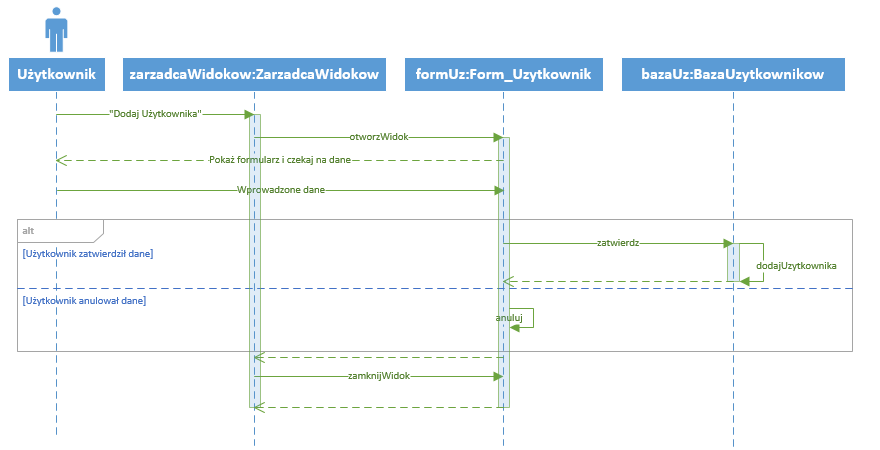 Użytkownik
zarzadcaWidokow:ZarzadcaWidokow
formUz:Form_Uzytkownik
bazaUz:BazaUzytkownikow
"Dodaj Użytkownika"
otworzWidok
Pokaż formularz i czekaj na dane
Wprowadzone dane
alt
zatwierdz
[Użytkownik zatwierdził dane]
dodajUzytkownika
[Użytkownik anulował dane]
anuluj
zamknijWidok